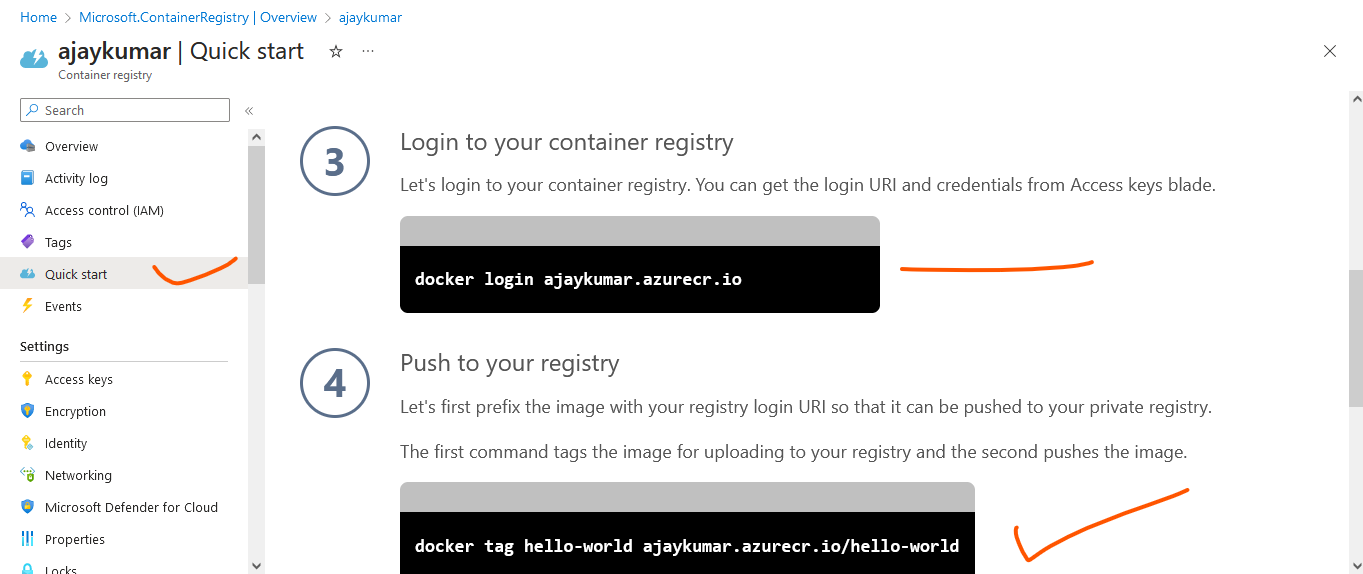 Home > Microsoft.ContainerRegistry | Overview > ajaykumar
ajaykumar | Quick start ☆ ...
Container registry
Search
Overview
Activity log
Access control (IAM)
Tags
Quick start
Events
Settings
Access keys
Encryption
Identity
Networking
Microsoft Defender for Cloud
Properties
Locks
3
Login to your container registry
Let's login to your container registry. You can get the login URI and credentials from Access keys blade.
docker login ajaykumar.azurecr.io
4
Push to your registry
Let's first prefix the image with your registry login URI so that it can be pushed to your private registry.
The first command tags the image for uploading to your registry and the second pushes the image.
docker tag hello-world ajaykumar.azurecr.io/hello-world